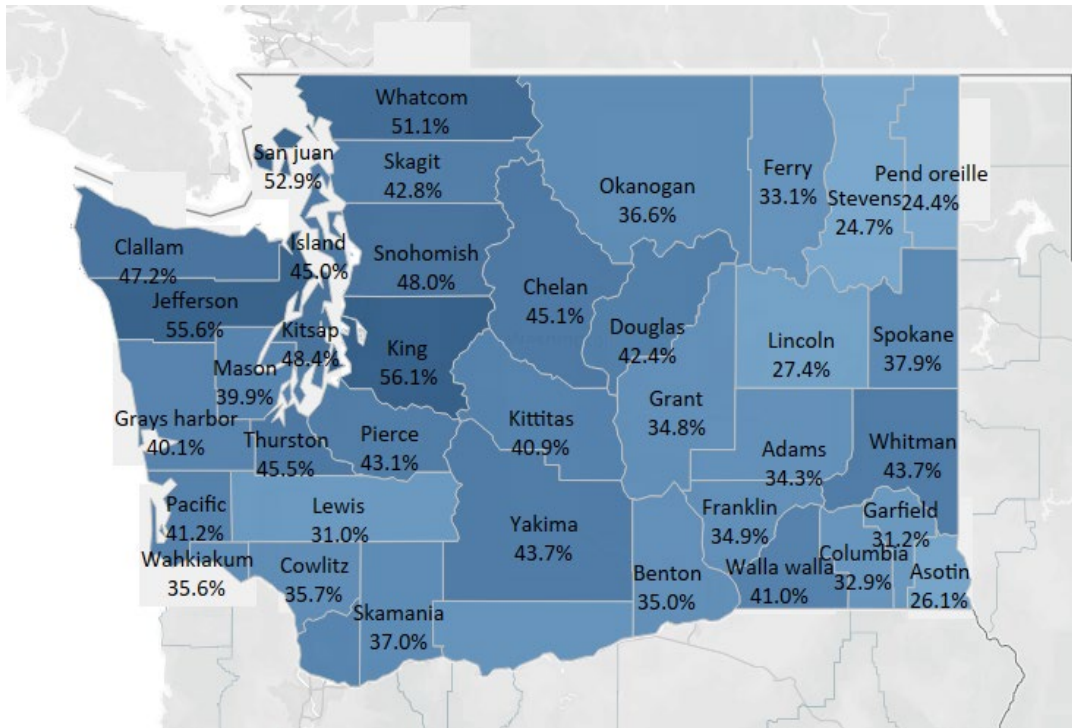 Whatcom
51.1%
San juan
52.9%
Skagit
42.8%
Okanogan
36.6%
Ferry
33.1%
Pend oreille
24.4%
Stevens
24.7%
Clallam
47.2%
Island
45.0%
Snohomish
48.0%
Chelan
45.1%
Jefferson
55.6%
Kitsap
48.4%
King
56.1%
Douglas
42.4%
Lincoln
27.4%
Spokane
37.9%
Mason
39.9%
Grays harbor
40.1%
Thurston
45.5%
Pierce
43.1%
Kittitas
40.9%
Grant
34.8%
Adams
34.3%
Whitman
43.7%
Pacific
41.2%
Lewis
31.0%
Yakima
43.7%
Franklin
34.9%
Garfield
31.2%
Wahkiakum
35.6%
Cowlitz
35.7%
Skamania
37.0%
Benton
35.0%
Walla walla
41.0%
Columbia
32.9%
Asotin
26.1%